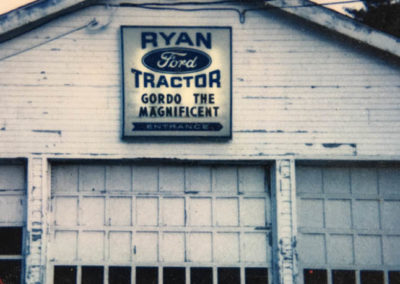 RYAN
Ford
TRACTOR
GORDO THE
MAGNIFICENT
ENTRANCE